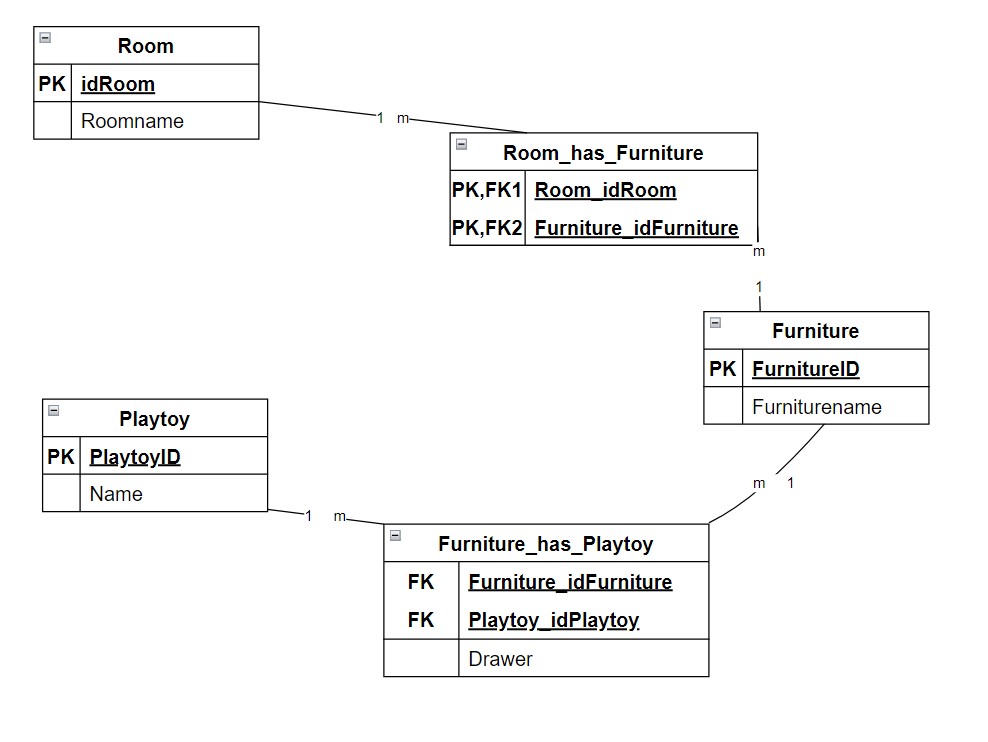 Room
PK idRoom
Roomname
1 m
Room_has_Furniture
PK,FK1 Room_idRoom
PK,FK2 Furniture_idFurniture
m
1
Furniture
PK FurnitureID
Furniturename
m 1
Playtoy
PK PlaytoyID
Name
1 m
Furniture_has_Playtoy
FK Furniture_idFurniture
FK Playtoy_idPlaytoy
Drawer